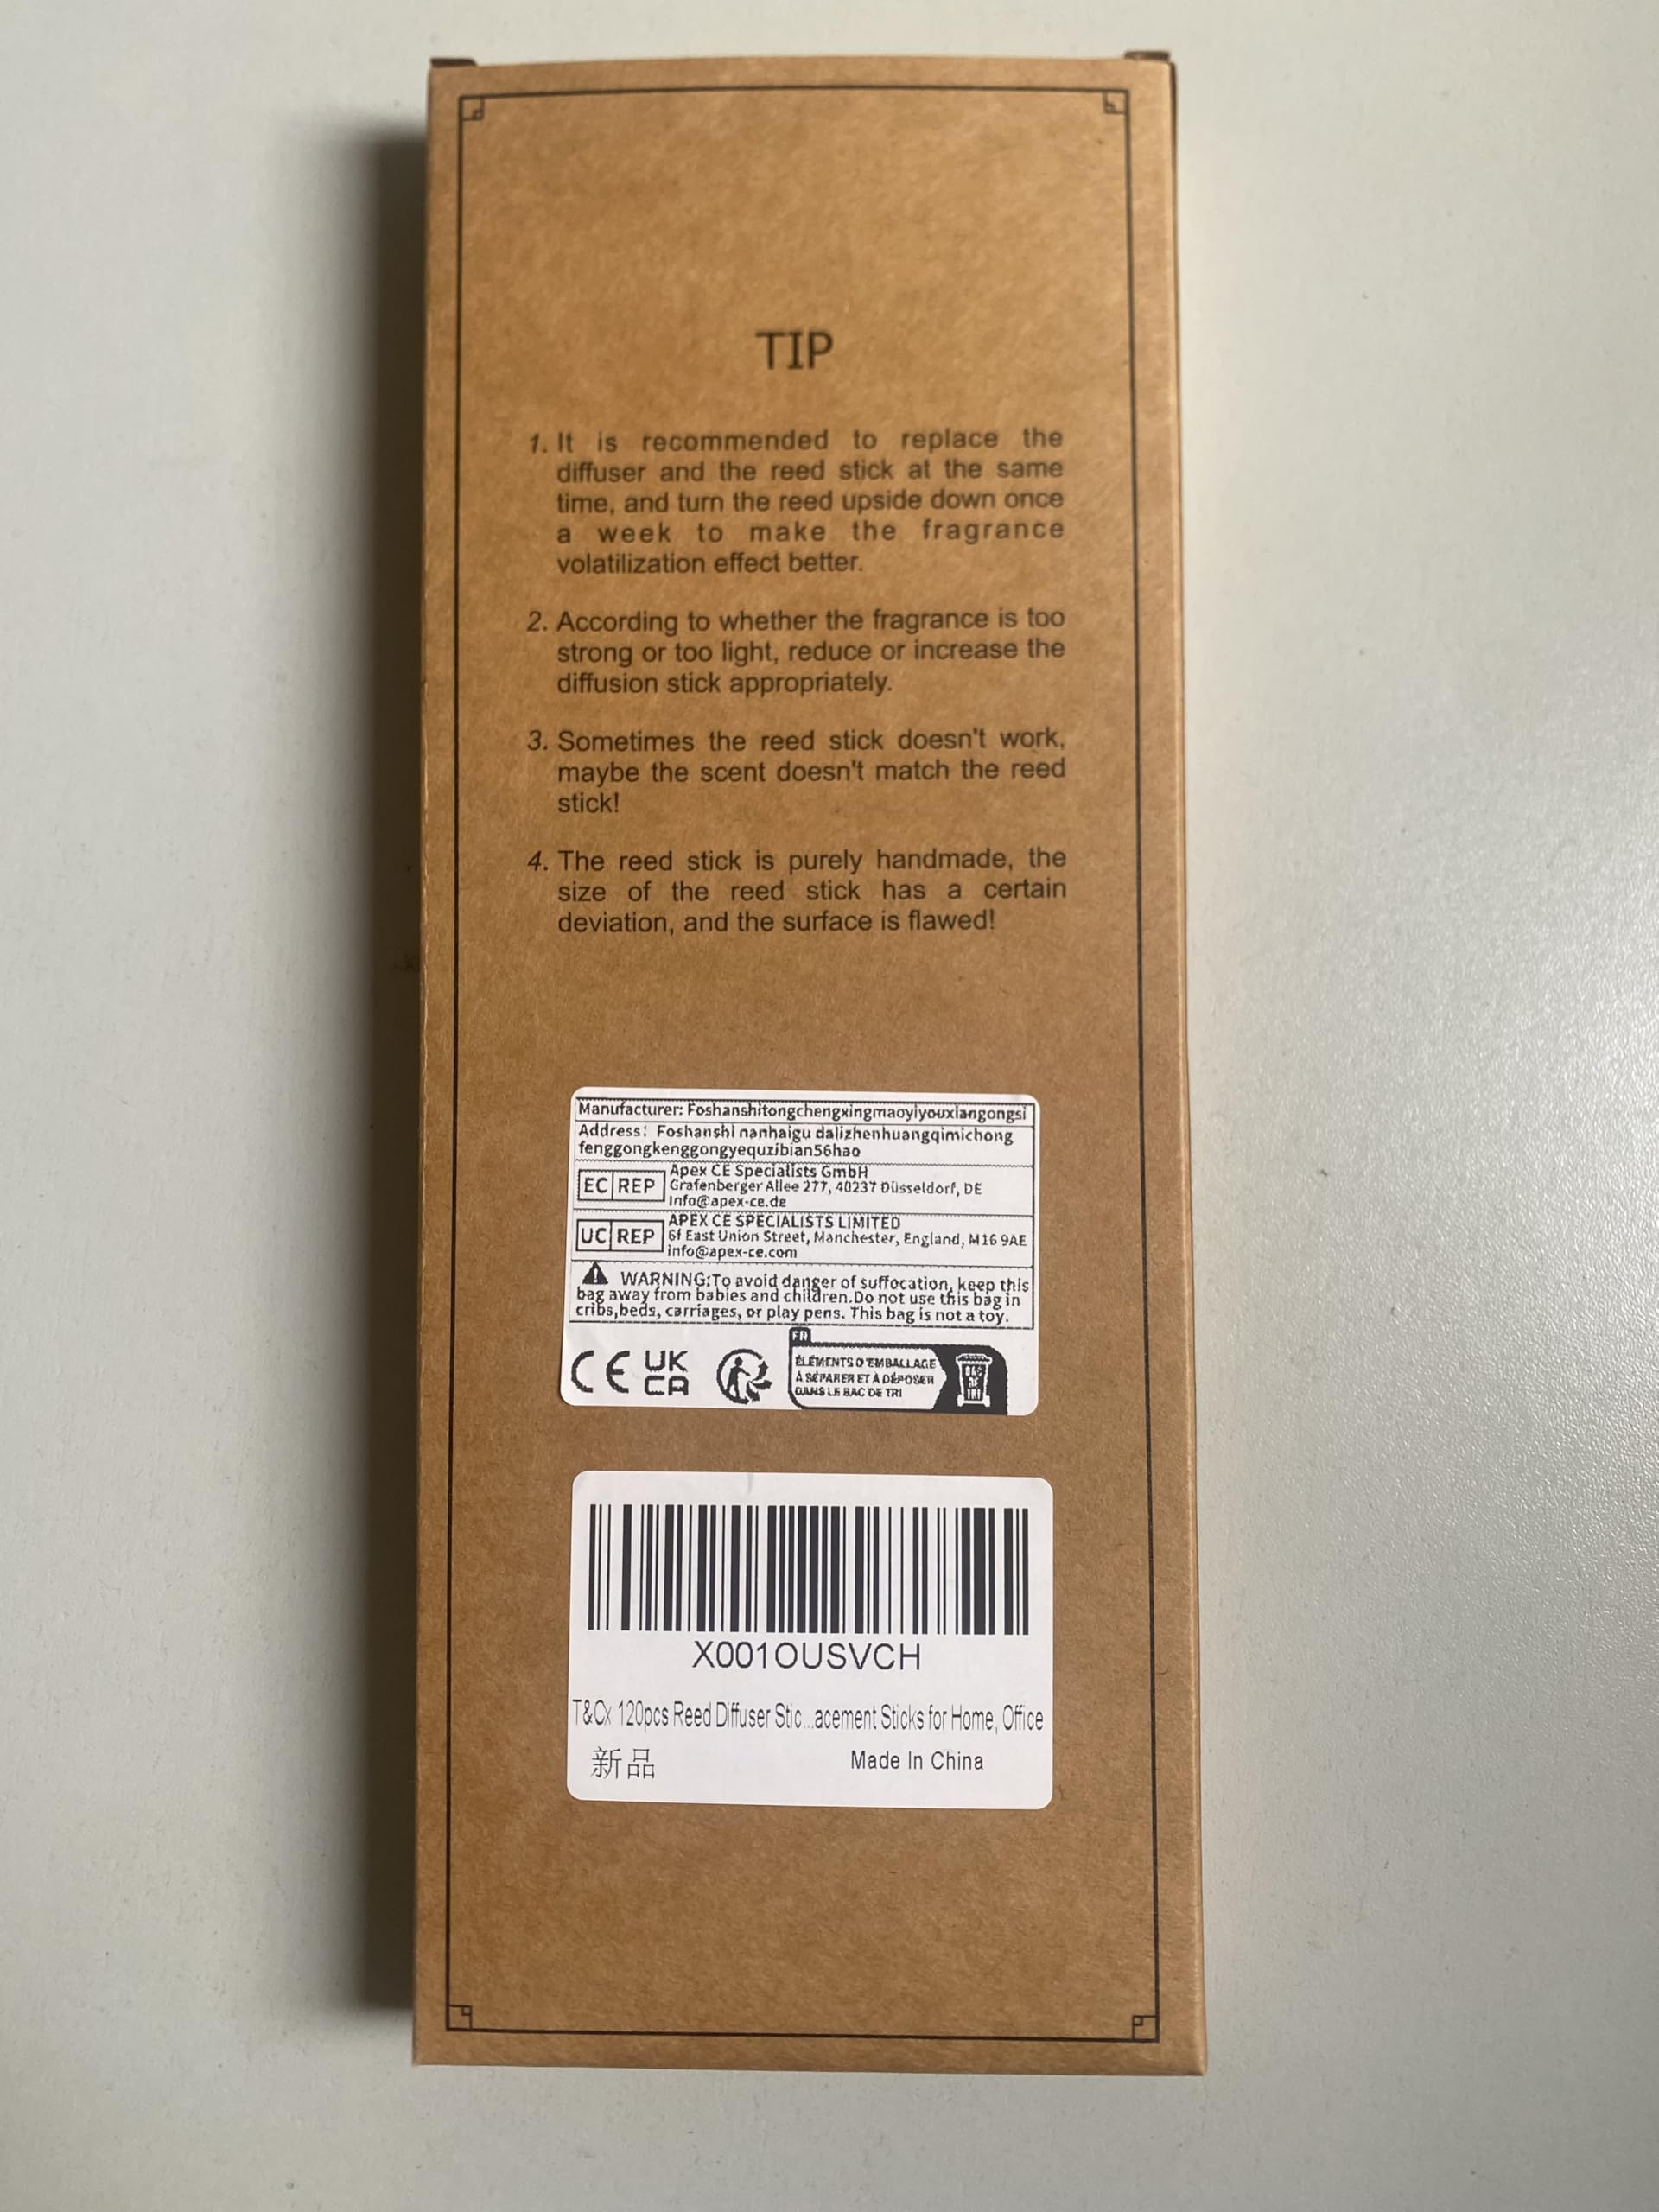 TIP
1. It is recommended to replace the
diffuser and the reed stick at the same
time, and turn the reed upside down once
a week to make the fragrance
volatilization effect better.
2. According to whether the fragrance is too
strong or too light, reduce or increase the
diffusion stick appropriately.
3. Sometimes the reed stick doesn't work,
maybe the scent doesn't match the reed
stick!
4. The reed stick is purely handmade, the
size of the reed stick has a certain
deviation, and the surface is flawed!
Manufacturer: Foshanshitongchengxingmaoyiyouxiangongsi
Address: Foshanshi nanhaiqu dalizhenhuangqimichong
fenggongkenggongyequzibian56hao
EC REP
Apex CE Specialists GmbH
Grafenberger Allee 277, 40237 Düsseldorf, DE
Info@apex-ce.de
UC REP
APEX CE SPECIALISTS LIMITED
6f East Union Street, Manchester, England, M16 9AE
info@apex-ce.com
WARNING:To avoid danger of suffocation, keep this
bag away from babies and children.Do not use this bag in
cribs,beds, carriages, or play pens. This bag is not a toy.
CE UK
CA
FR
ÉLÉMENTS D'EMBALLAGE
À SÉPARER ET À DÉPOSER
DANS LE BAC DE TRI
BAC
DE
TRI
X001OUSVCH
T&Cx 120pcs Reed Diffuser Stic...acement Sticks for Home, Office
新品 Made In China